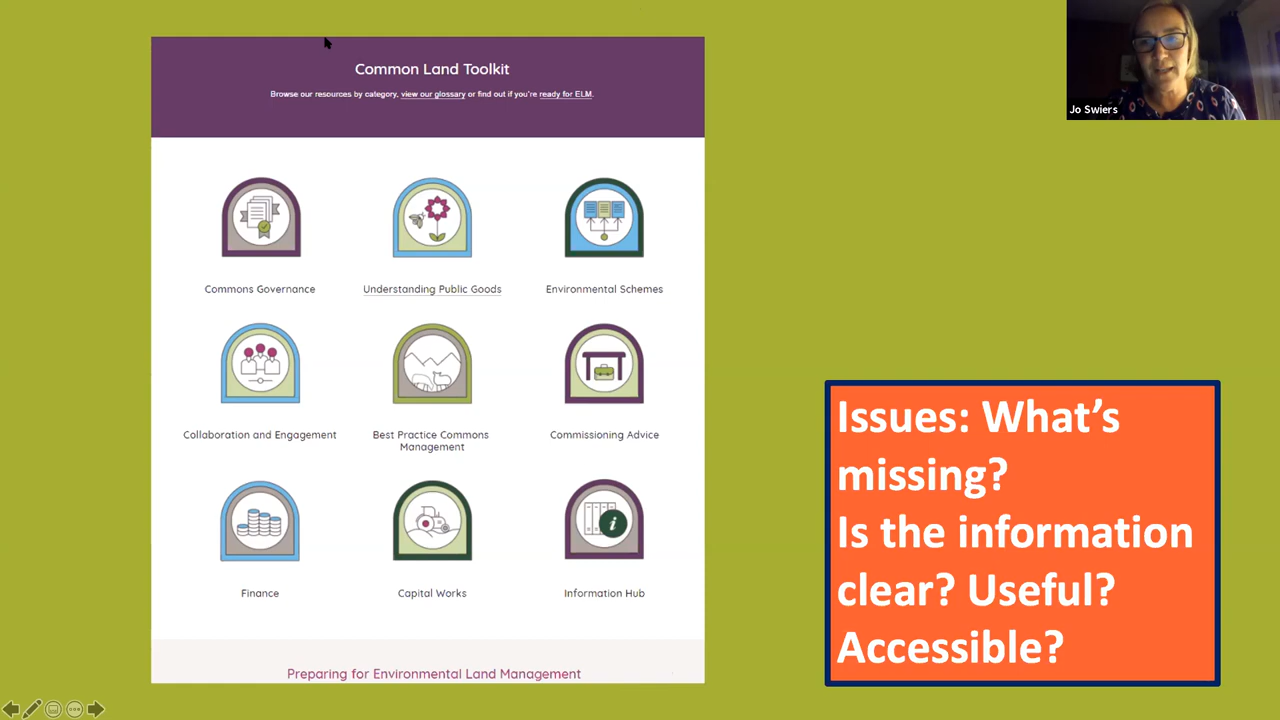 Common Land Toolkit
Browse our resources by category, view our glossary or find out if you're ready for ELM.
Jo Swiers
Commons Governance
Understanding Public Goods
Environmental Schemes
Collaboration and Engagement
Best Practice Commons
Management
Commissioning Advice
Finance
Capital Works
i
Information Hub
Preparing for Environmental Land Management
Issues: What's
missing?
Is the information
clear? Useful?
Accessible?